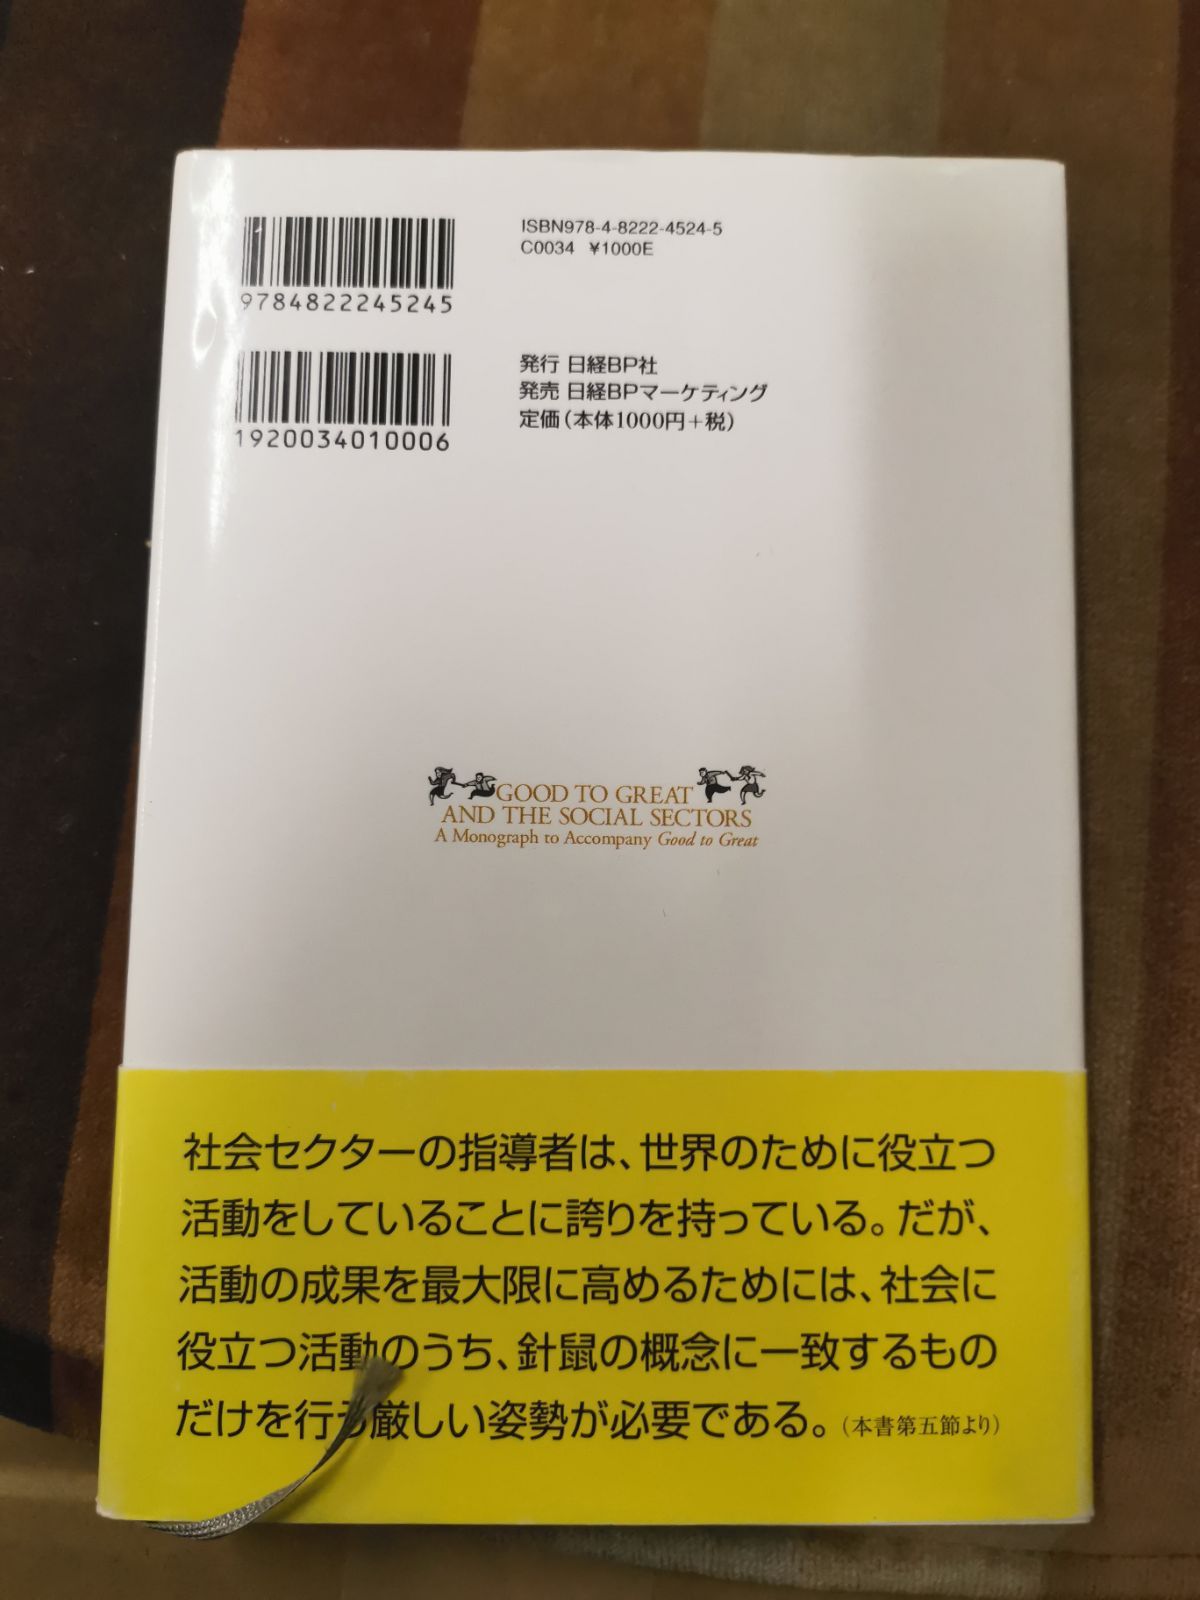 ISBN978-4-8222-4524-5
C0034 ¥1000E
9784822245245
発行 日経BP社
発売 日経BPマーケティング
定価(本体1000円+税)
1920034010006
GOOD TO GREAT
AND THE SOCIAL SECTORS
A Monograph to Accompany Good to Great
社会セクターの指導者は、世界のために役立つ
活動をしていることに誇りを持っている。だが、
活動の成果を最大限に高めるためには、社会に
役立つ活動のうち、針鼠の概念に一致するもの
だけを行う厳しい姿勢が必要である。(本書第五節より)